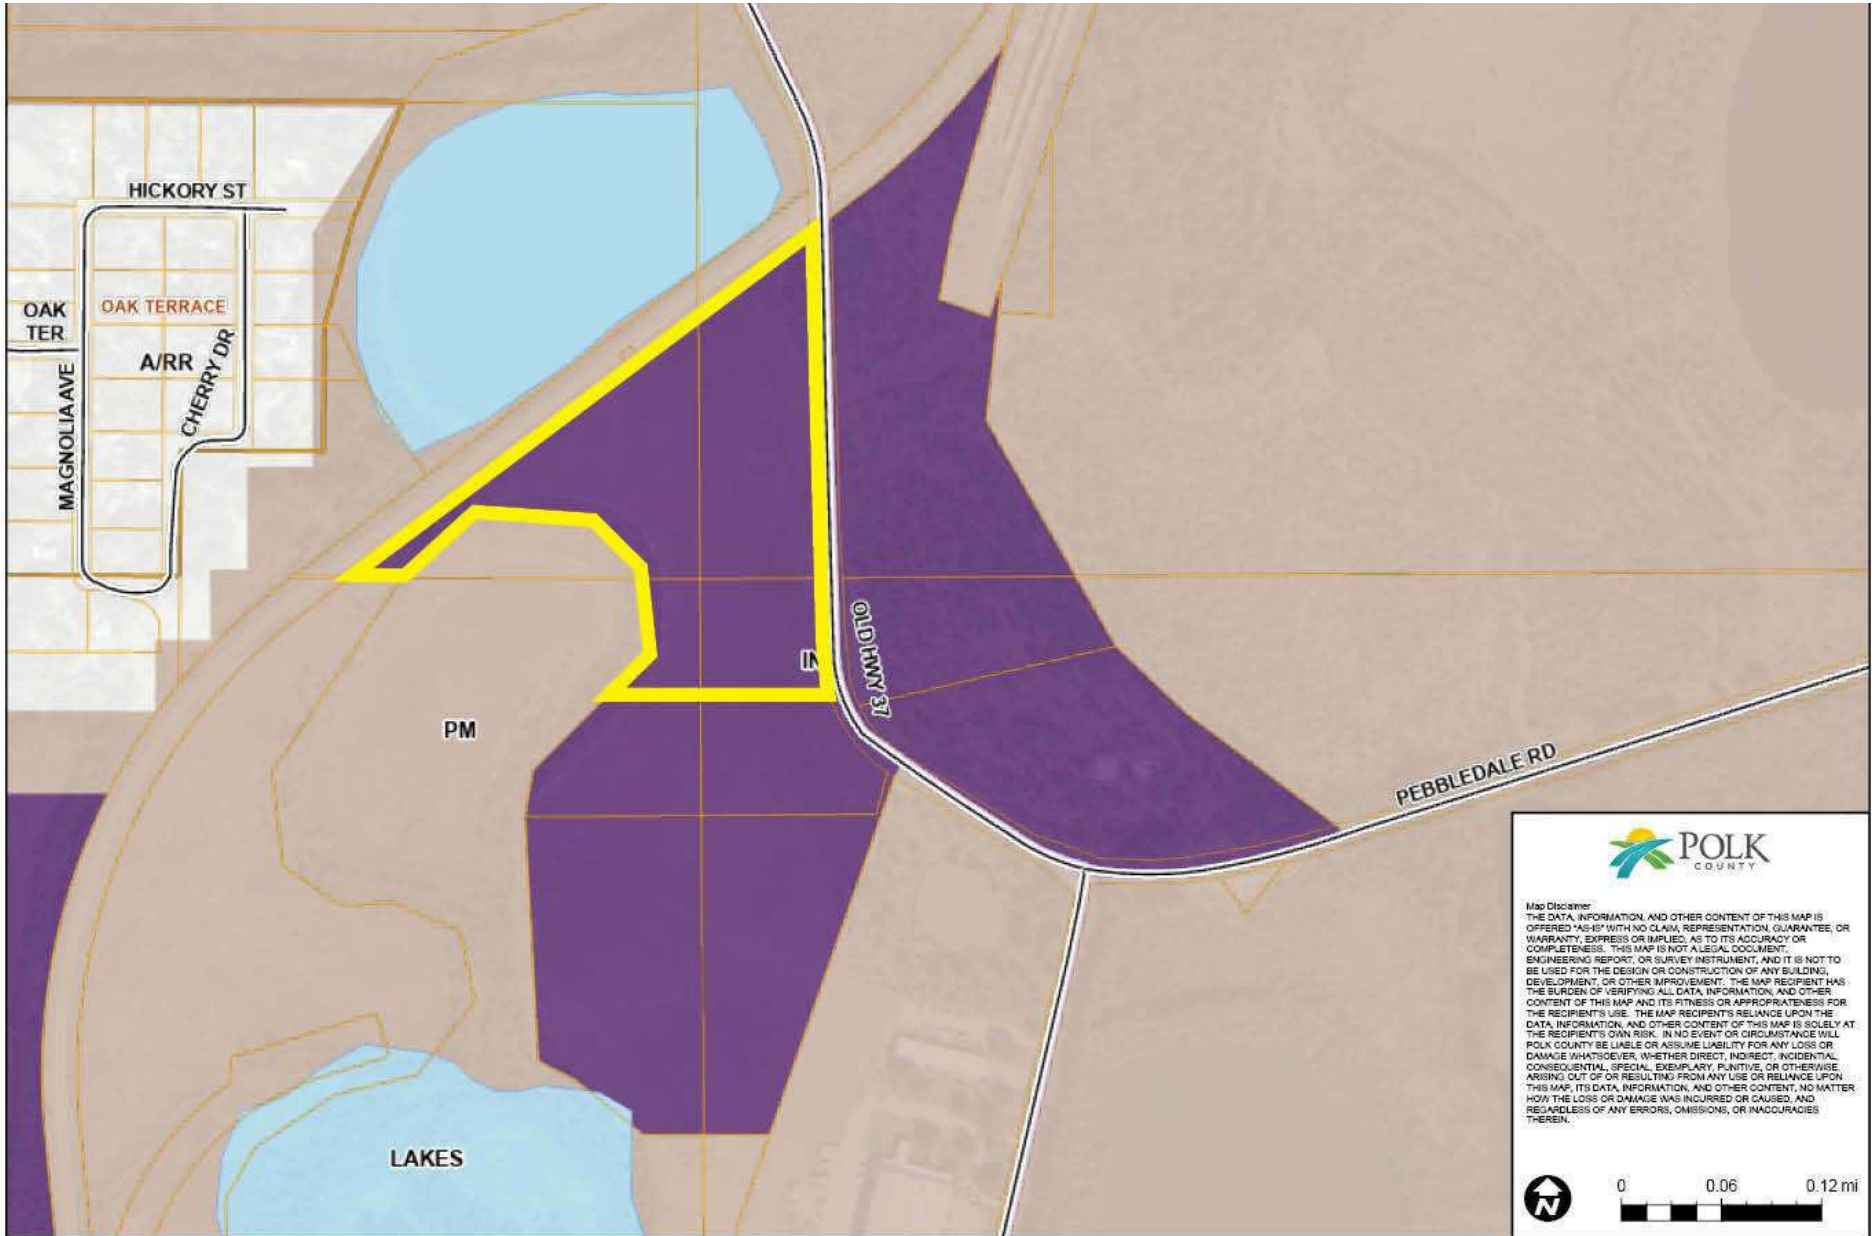 HICKORY ST
OAK
TER
OAK TERRACE
A/RR
CHERRY DR
MAGNOLIA AVE
OLD HWY 37
IN
PM
PEBBLEDALE RD
LAKES
POLK
COUNTY
Map Disclaimer
THE DATA, INFORMATION, AND OTHER CONTENT OF THIS MAP IS
OFFERED "AS-IS" WITH NO CLAIM, REPRESENTATION, GUARANTEE, OR
WARRANTY, EXPRESS OR IMPLIED, AS TO ITS ACCURACY OR
COMPLETENESS. THIS MAP IS NOT A LEGAL DOCUMENT,
ENGINEERING REPORT, OR SURVEY INSTRUMENT, AND IT IS NOT TO
BE USED FOR THE DESIGN OR CONSTRUCTION OF ANY BUILDING,
DEVELOPMENT, OR OTHER IMPROVEMENT. THE MAP RECIPIENT HAS
THE BURDEN OF VERIFYING ALL DATA, INFORMATION, AND OTHER
CONTENT OF THIS MAP AND ITS FITNESS OR APPROPRIATENESS FOR
THE RECIPIENT'S USE. THE MAP RECIPIENT'S RELIANCE UPON THE
DATA, INFORMATION, AND OTHER CONTENT OF THIS MAP IS SOLELY AT
THE RECIPIENT'S OWN RISK. IN NO EVENT OR CIRCUMSTANCE WILL
POLK COUNTY BE LIABLE OR ASSUME LIABILITY FOR ANY LOSS OR
DAMAGE WHATSOEVER, WHETHER DIRECT, INDIRECT, INCIDENTAL,
CONSEQUENTIAL, SPECIAL, EXEMPLARY, PUNITIVE, OR OTHERWISE,
ARISING OUT OF OR RESULTING FROM ANY USE OR RELIANCE UPON
THIS MAP, ITS DATA, INFORMATION, AND OTHER CONTENT, NO MATTER
HOW THE LOSS OR DAMAGE WAS INCURRED OR CAUSED, AND
REGARDLESS OF ANY ERRORS, OMISSIONS, OR INACCURACIES
THEREIN.
N
0 0.06 0.12 mi